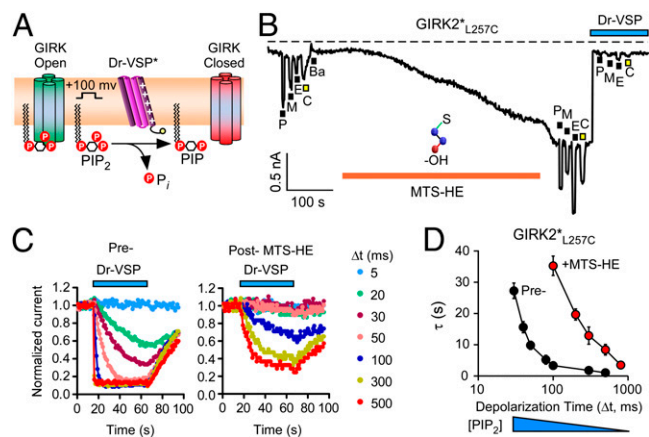 A
GIRK
Open
Dr-VSP*
GIRK
Closed
+100 mv
P
P
P
P
P
P
P
P
PIP2
PIP
P Pi
B
GIRK2*L257C
Dr-VSP
P
M
E
C
Ba
P
M
E
C
P
M
E
C
S
-OH
MTS-HE
0.5 nA
100 s
C
Pre-
Dr-VSP
Post- MTS-HE
Dr-VSP
Δt (ms)
5
20
30
50
100
300
500
Normalized current
1.2
1.0
0.8
0.6
0.4
0.2
0.0
0 20 40 60 80 100
Time (s)
1.2
1.0
0.8
0.6
0.4
0.2
0.0
0 20 40 60 80 100
Time (s)
D
GIRK2*L257C
+MTS-HE
Pre-
τ (s)
40
30
20
10
0
10 100 1000
Depolarization Time (Δt, ms)
[PIP2]